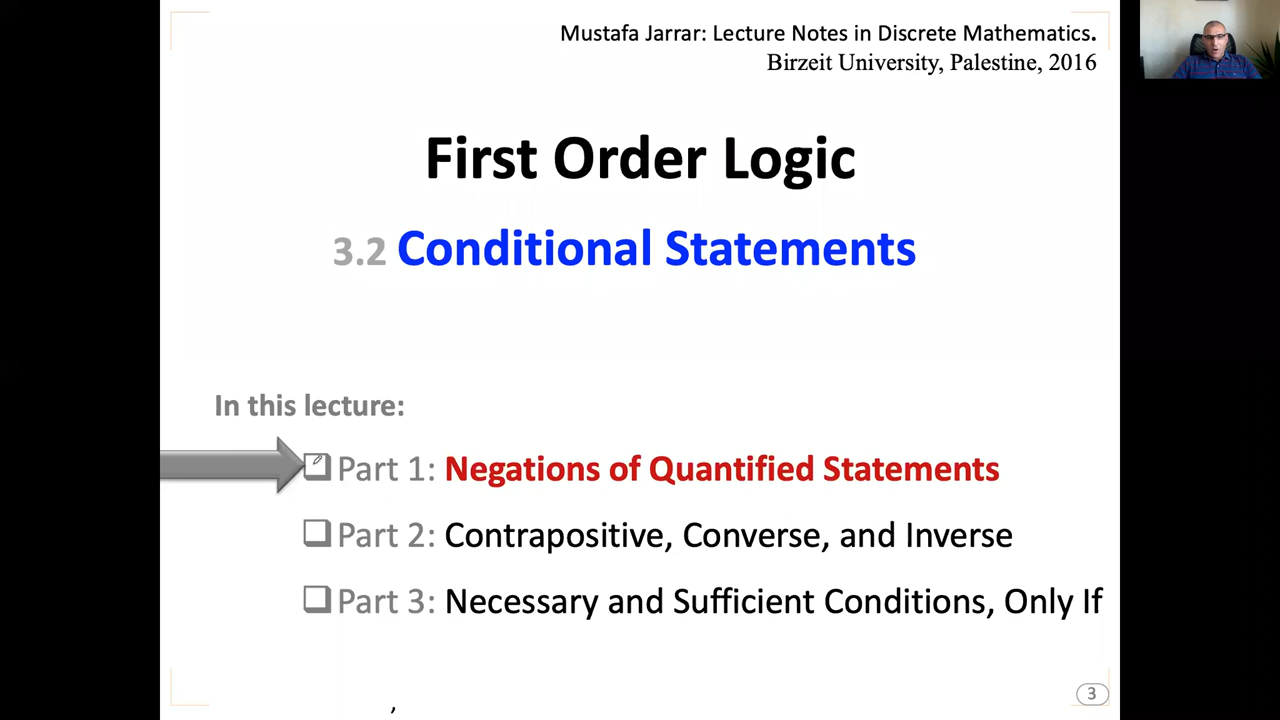 Mustafa Jarrar: Lecture Notes in Discrete Mathematics.
Birzeit University, Palestine, 2016
First Order Logic
3.2 Conditional Statements
In this lecture:
Part 1: Negations of Quantified Statements
Part 2: Contrapositive, Converse, and Inverse
Part 3: Necessary and Sufficient Conditions, Only If
,
3